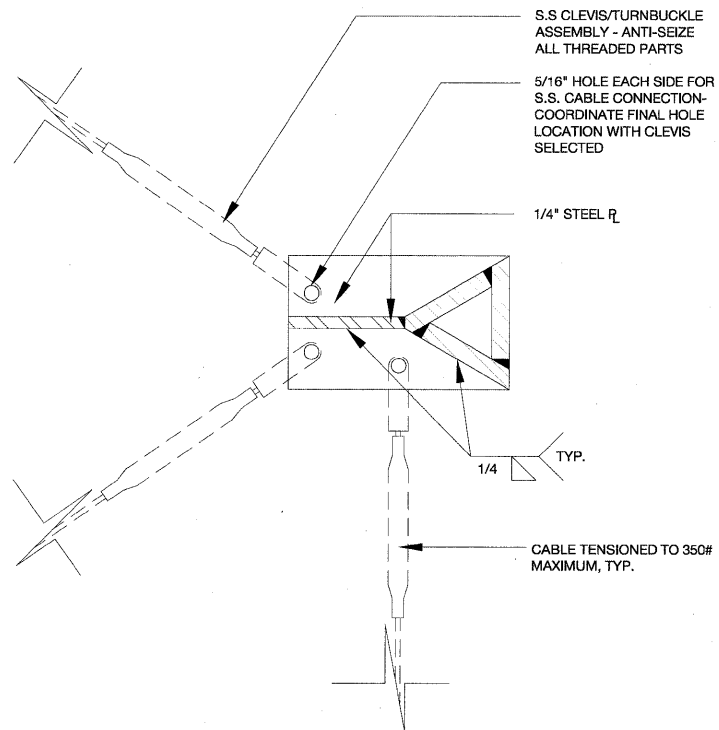 S.S CLEVIS/TURNBUCKLE
ASSEMBLY - ANTI-SEIZE
ALL THREADED PARTS
5/16" HOLE EACH SIDE FOR
S.S. CABLE CONNECTION-
COORDINATE FINAL HOLE
LOCATION WITH CLEVIS
SELECTED
1/4" STEEL PL
TYP.
1/4
CABLE TENSIONED TO 350#
MAXIMUM, TYP.